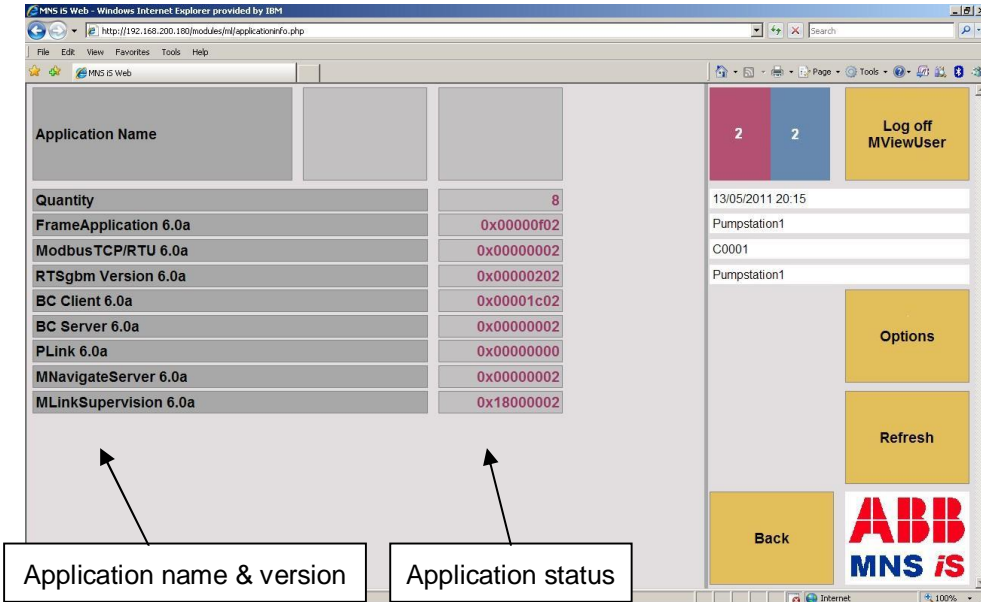 MNS iS Web - Windows Internet Explorer provided by IBM
http://192.168.200.180/modules/ml/applicationinfo.php
Search
File Edit View Favorites Tools Help
MNS iS Web
Page Tools
Application Name
2 2
Log off
MViewUser
Quantity 8
13/05/2011 20:15
FrameApplication 6.0a 0x00000f02
Pumpstation1
ModbusTCP/RTU 6.0a 0x00000002
C0001
RTSgbm Version 6.0a 0x00000202
Pumpstation1
BC Client 6.0a 0x00001c02
BC Server 6.0a 0x00000002
Options
PLink 6.0a 0x00000000
MNavigateServer 6.0a 0x00000002
MLinkSupervision 6.0a 0x18000002
Refresh
Back
ABB
MNS iS
Application name & version
Application status
Internet
100%